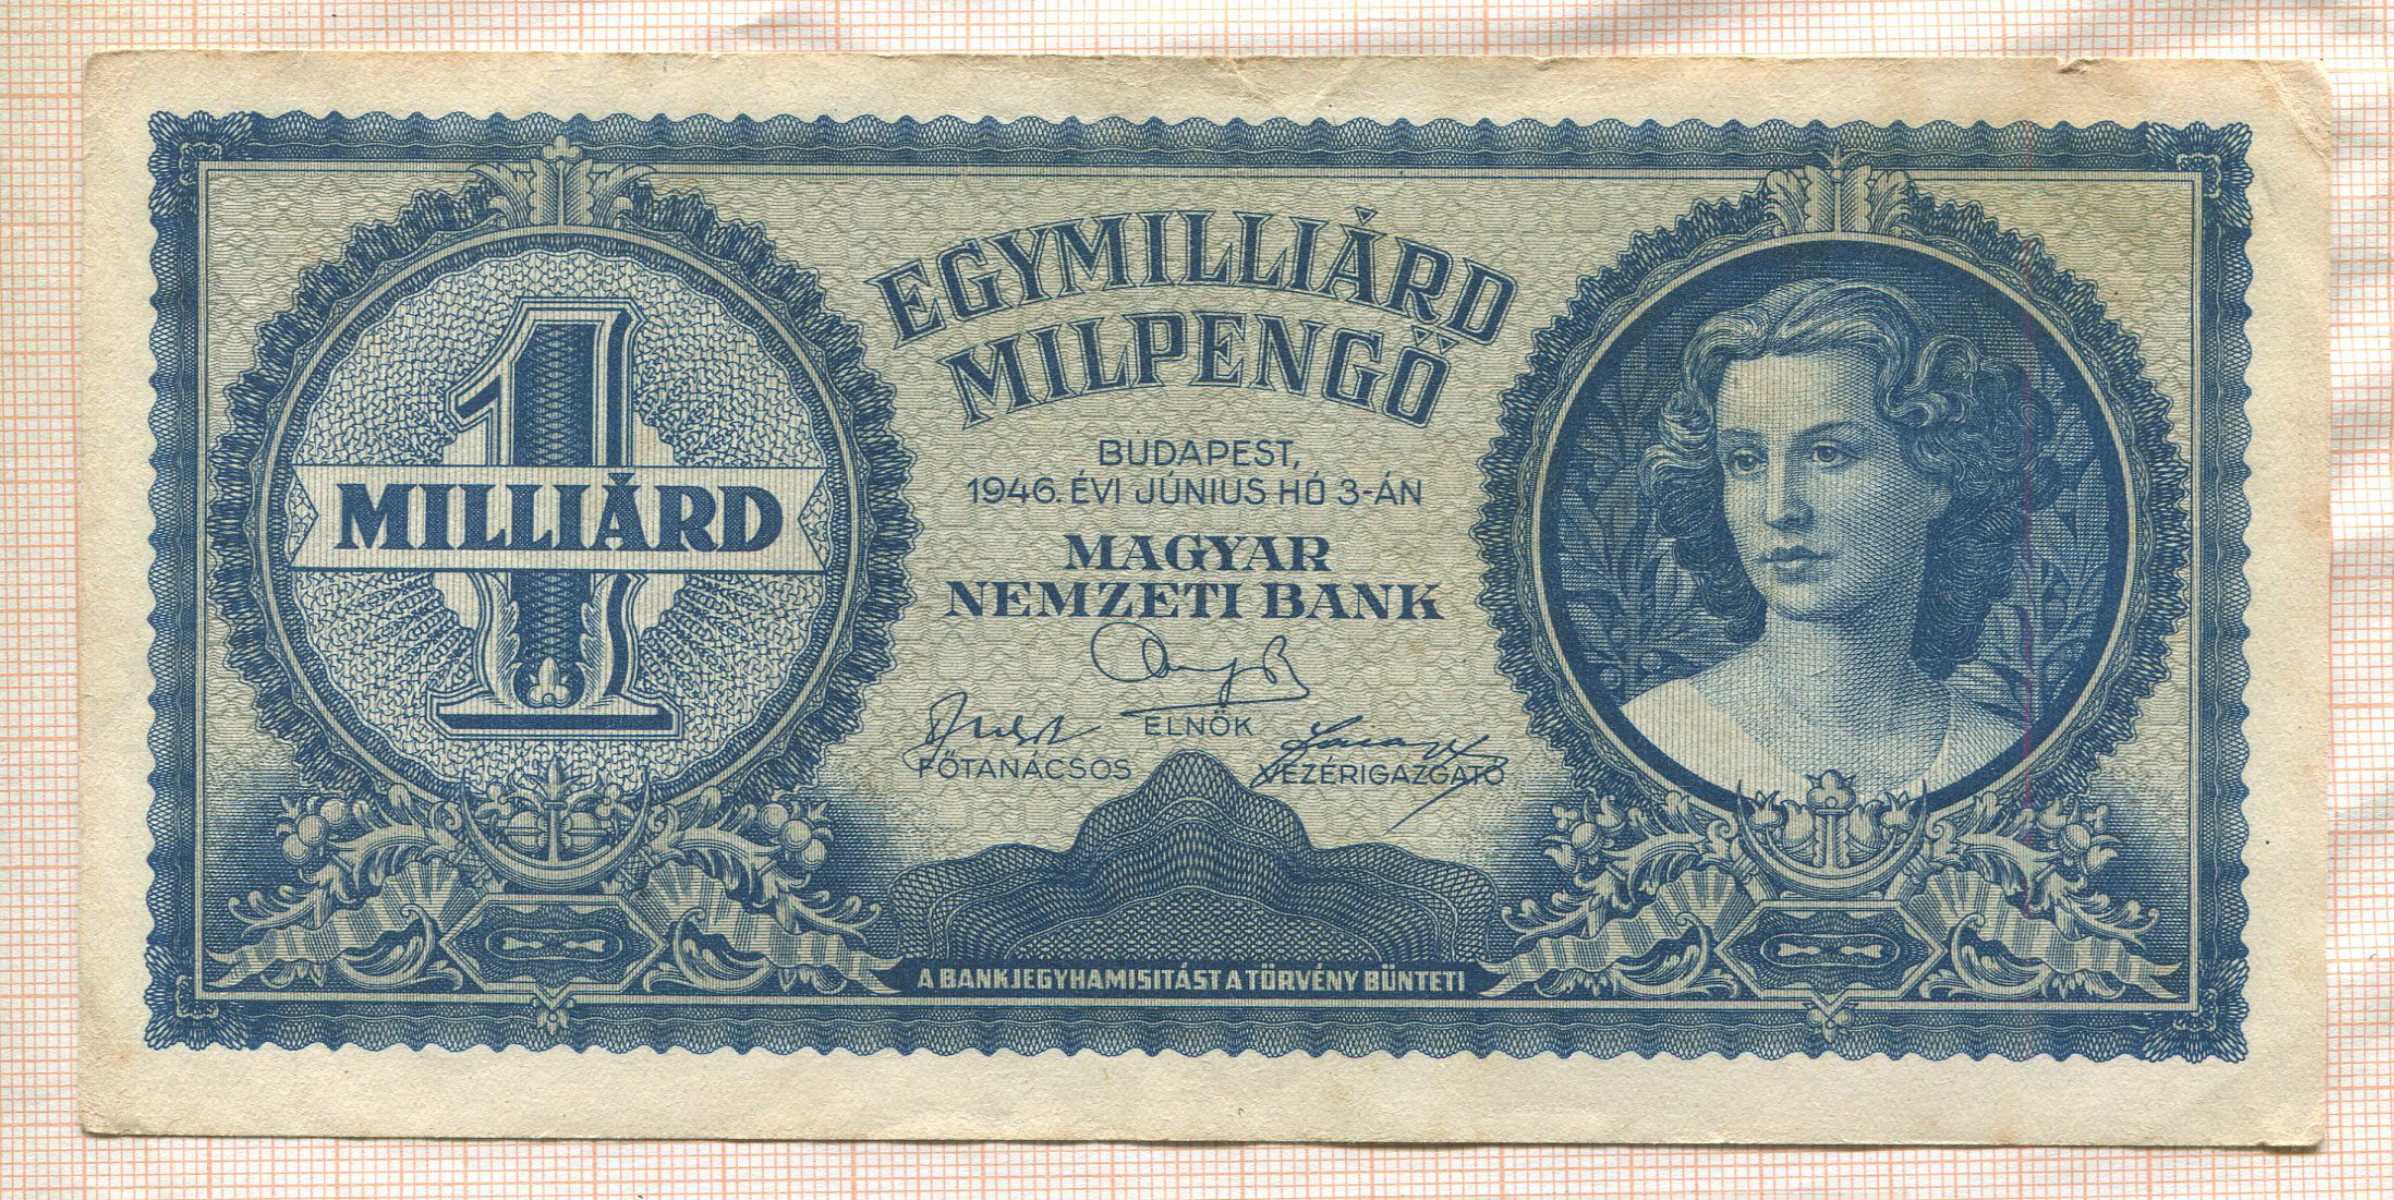 1
MILLIÁRD
EGYMILLIÁRD
MILPENGŐ
BUDAPEST,
1946. ÉVI JÚNIUS HÓ 3-ÁN
MAGYAR
NEMZETI BANK
ELNÖK
FŐTANÁCSOS
VEZÉRIGAZGATÓ
A BANKJEGYHAMISITÁST A TÖRVÉNY BÜNTETI